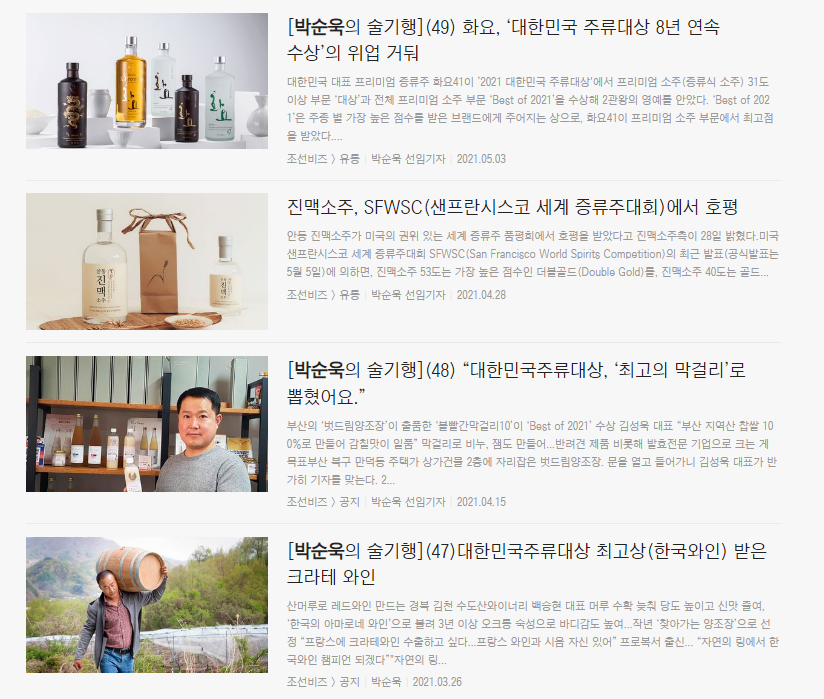 [박순욱의 술기행](49) 화요, ‘대한민국 주류대상 8년 연속
수상’의 위업 거둬
대한민국 대표 프리미엄 증류주 화요41이 ‘2021 대한민국 주류대상’에서 프리미엄 소주(증류식 소주) 31도
이상 부문 ‘대상’과 전체 프리미엄 소주 부문 ‘Best of 2021’을 수상해 2관왕의 영예를 안았다. ‘Best of 202
1’은 주종 별 가장 높은 점수를 받은 브랜드에게 주어지는 상으로, 화요41이 프리미엄 소주 부문에서 최고점
을 받았다....
조선비즈 > 유통 | 박순욱 선임기자 | 2021.05.03
진맥소주, SFWSC(샌프란시스코 세계 증류주대회)에서 호평
안동 진맥소주가 미국의 권위 있는 세계 증류주 품평회에서 호평을 받았다고 진맥소주측이 28일 밝혔다.미국
샌프란시스코 세계 증류주대회 SFWSC(San Francisco World Spirits Competition)의 최근 발표(공식발표는
5월 5일)에 의하면, 진맥소주 53도는 가장 높은 점수인 더블골드(Double Gold)를, 진맥소주 40도는 골드...
조선비즈 > 유통 | 박순욱 선임기자 | 2021.04.28
[박순욱의 술기행](48) “대한민국주류대상, ‘최고의 막걸리’로
뽑혔어요.”
부산의 ‘벗드림양조장’이 출품한 ‘볼빨간막걸리10’이 ‘Best of 2021’ 수상 김성욱 대표 “부산 지역산 찹쌀 10
0%로 만들어 감칠맛이 일품” 막걸리로 비누, 잼도 만들어...반려견 제품 비롯해 발효전문 기업으로 크는 게
목표부산 북구 만덕동 주택가 상가건물 2층에 자리잡은 벗드림양조장. 문을 열고 들어가니 김성욱 대표가 반
가히 기자를 맞는다. 2...
조선비즈 > 공지 | 박순욱 선임기자 | 2021.04.15
[박순욱의 술기행](47)대한민국주류대상 최고상(한국와인) 받은
크라테 와인
산머루로 레드와인 만드는 경북 김천 수도산와이너리 백승현 대표 머루 수확 늦춰 당도 높이고 신맛 줄여,
‘한국의 아마로네 와인’으로 불려 3년 이상 오크통 숙성으로 바디감도 높여...작년 ‘찾아가는 양조장’으로 선
정 “프랑스에 크라테와인 수출하고 싶다...프랑스 와인과 시음 자신 있어” 프로복서 출신... “자연의 링에서 한
국와인 챔피언 되겠다”“자연의 링...
조선비즈 > 공지 | 박순욱 | 2021.03.26
화요
안동
진맥
소주